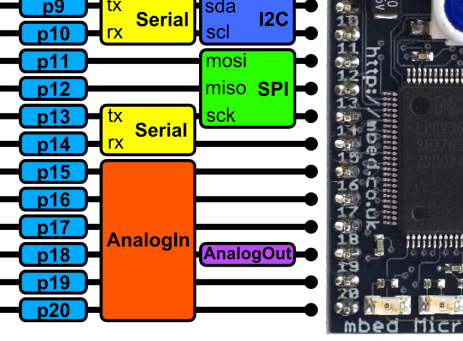 p9 tx Serial sda I2C
p10 rx scl
p11 mosi
p12 miso SPI
p13 tx Serial sck
p14 rx
p15
p16
p17
p18 AnalogIn AnalogOut
p19
p20
10
11
12
13
14
15
16
17
18
19
20
http://mbed.co.uk
mbed Micr